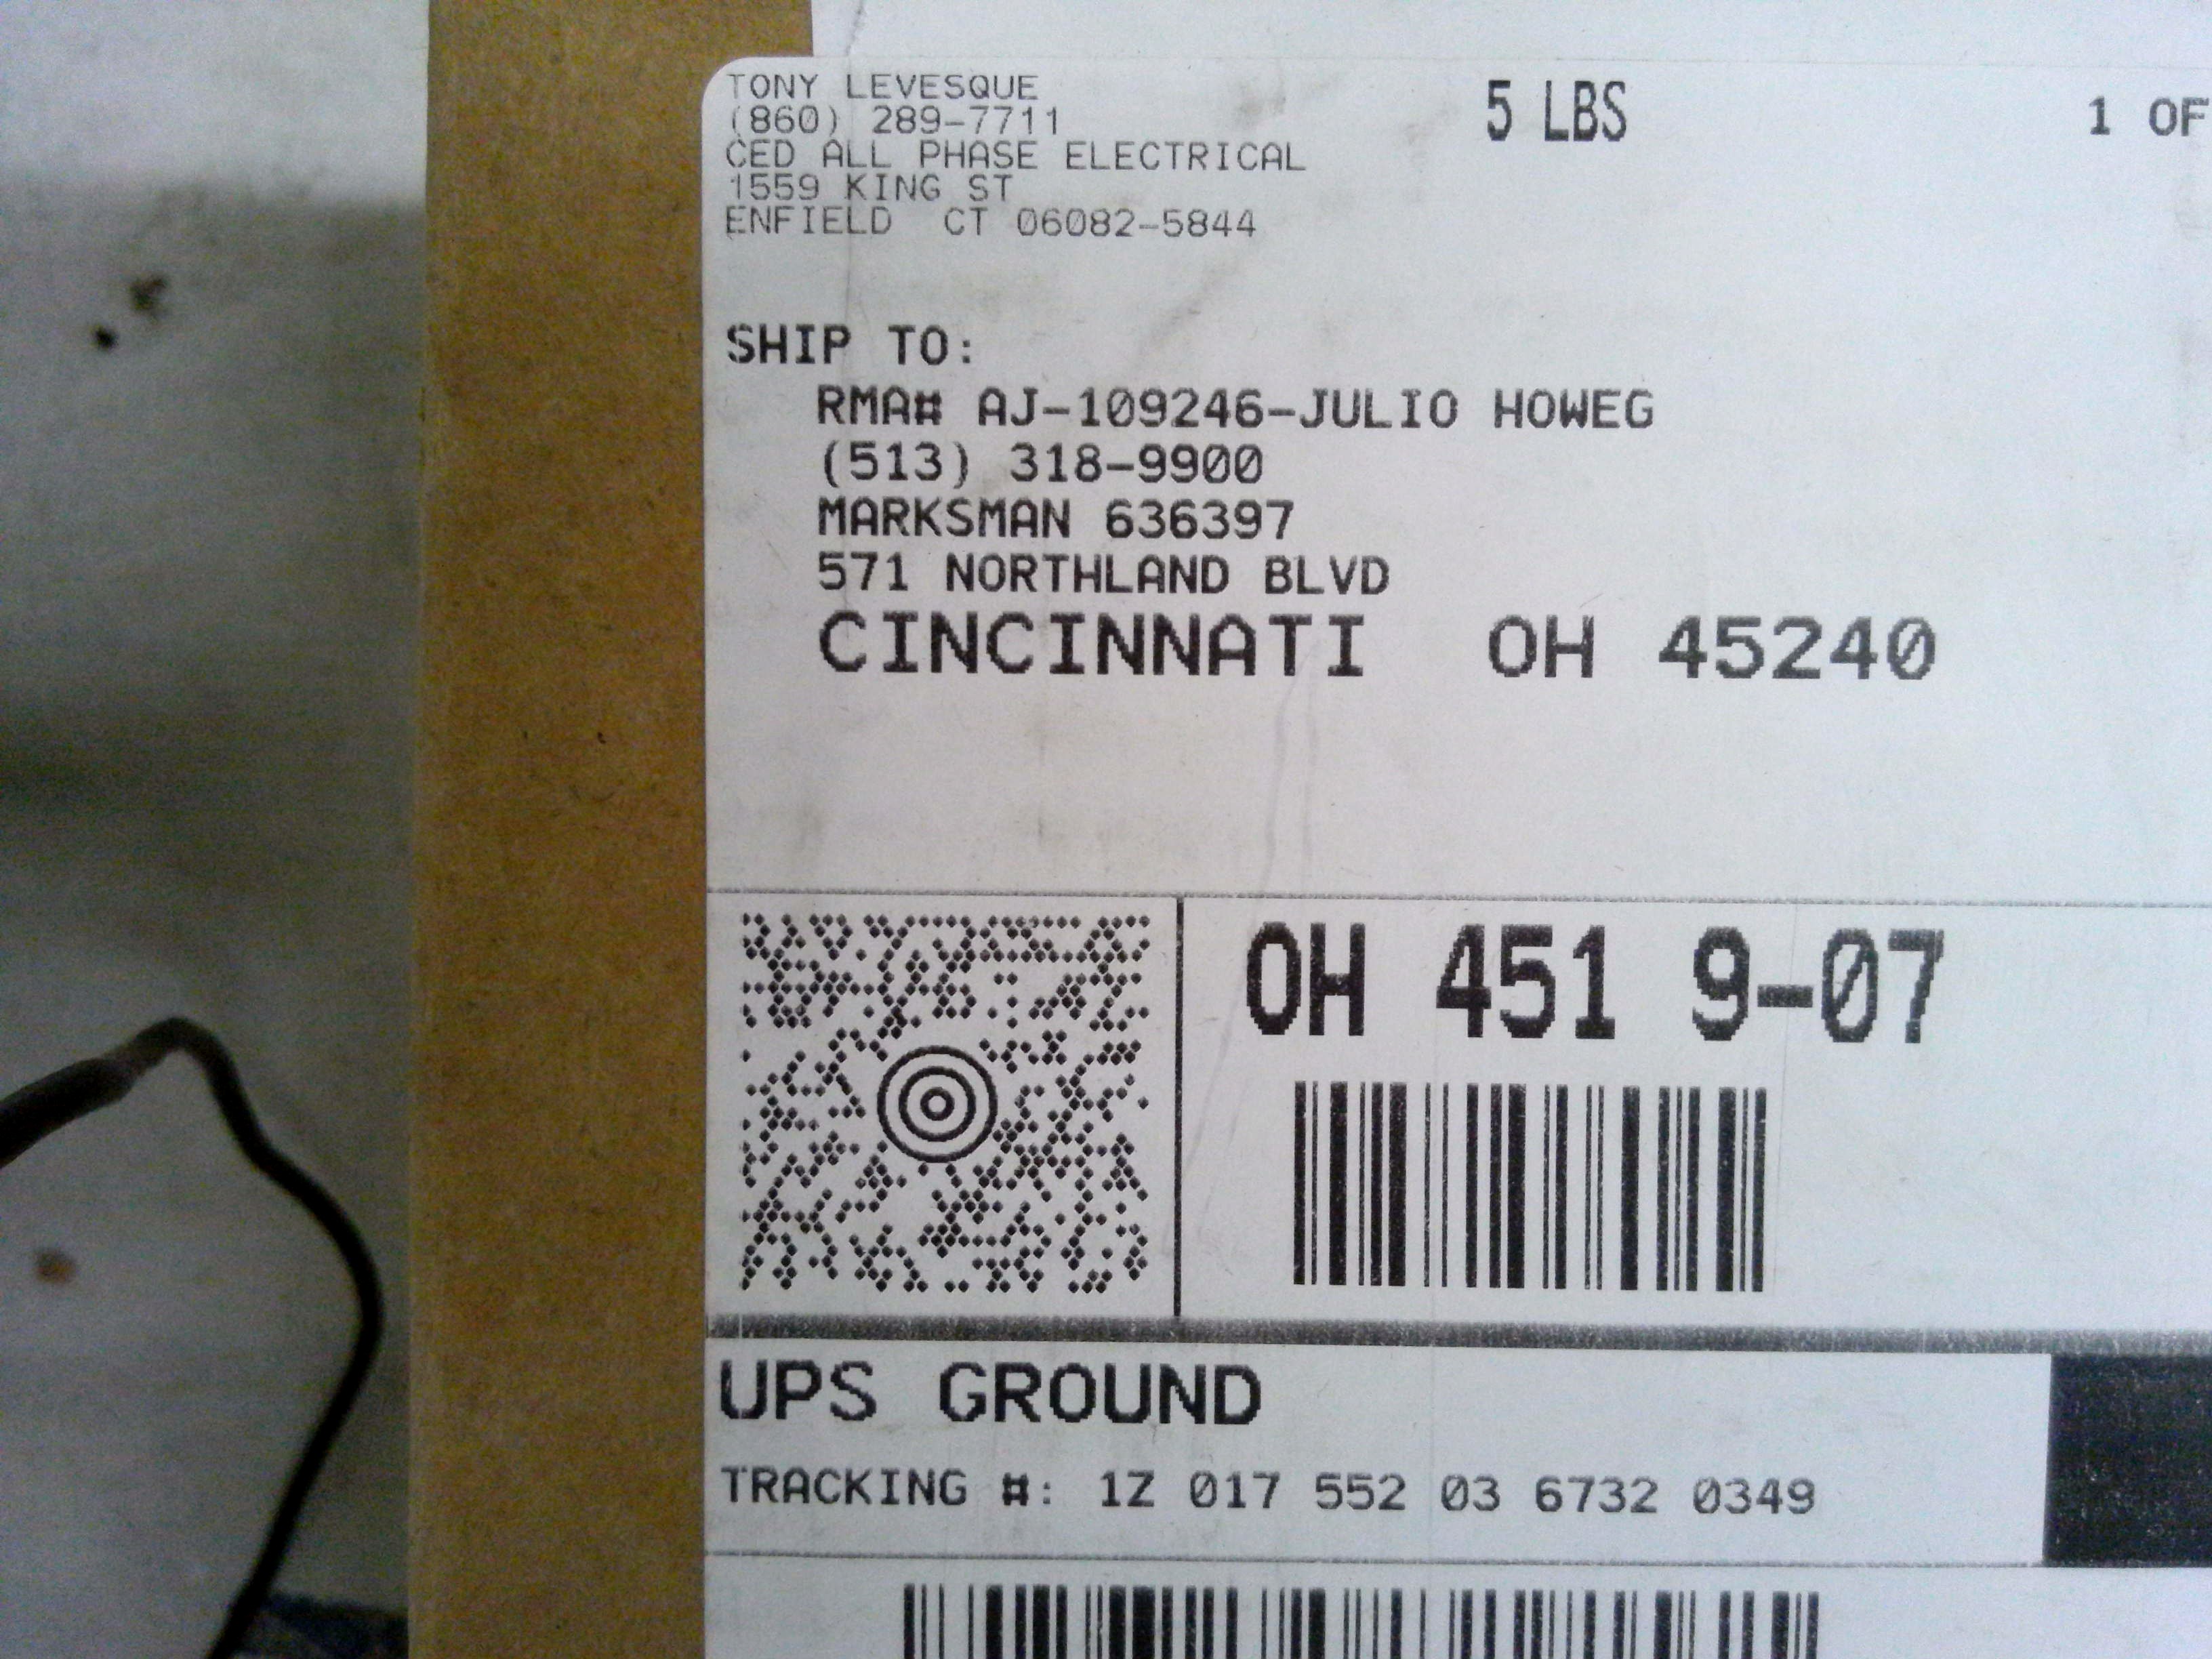 TONY LEVESQUE
(860) 289-7711
CED ALL PHASE ELECTRICAL
1559 KING ST
ENFIELD CT 06082-5844
5 LBS
1 OF
SHIP TO:
RMA# AJ-109246-JULIO HOWEG
(513) 318-9900
MARKSMAN 636397
571 NORTHLAND BLVD
CINCINNATI OH 45240
OH 451 9-07
UPS GROUND
TRACKING #: 1Z 017 552 03 6732 0349